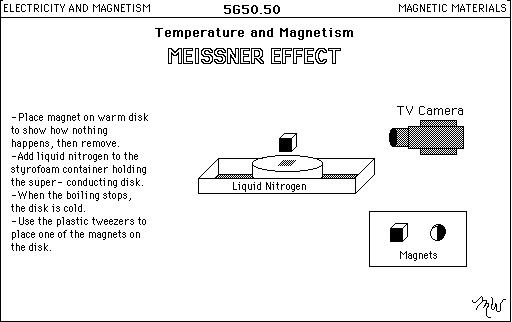 ELECTRICITY AND MAGNETISM
5G50.50
MAGNETIC MATERIALS
Temperature and Magnetism
MEISSNER EFFECT
-Place magnet on warm disk
to show how nothing
happens, then remove.
-Add liquid nitrogen to the
styrofoam container holding
the super- conducting disk.
-When the boiling stops,
the disk is cold.
-Use the plastic tweezers to
place one of the magnets on
the disk.
TV Camera
Liquid Nitrogen
Magnets
MW